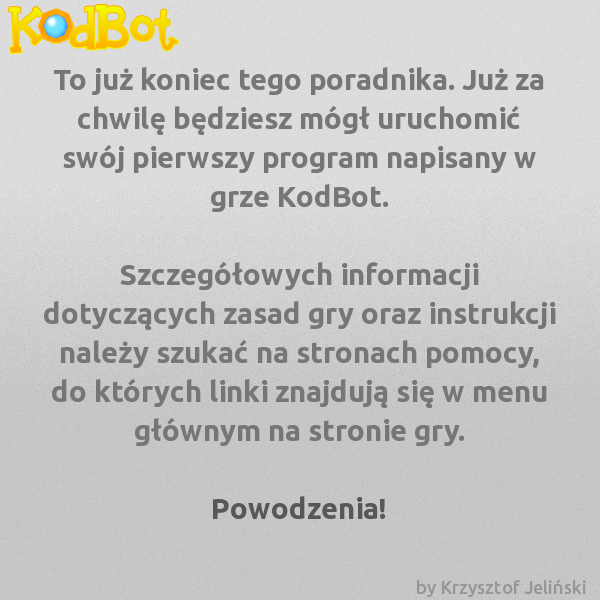 KodBot
To już koniec tego poradnika. Już za
chwilę będziesz mógł uruchomić
swój pierwszy program napisany w
grze KodBot.
Szczegółowych informacji
dotyczących zasad gry oraz instrukcji
należy szukać na stronach pomocy,
do których linki znajdują się w menu
głównym na stronie gry.
Powodzenia!
by Krzysztof Jeliński